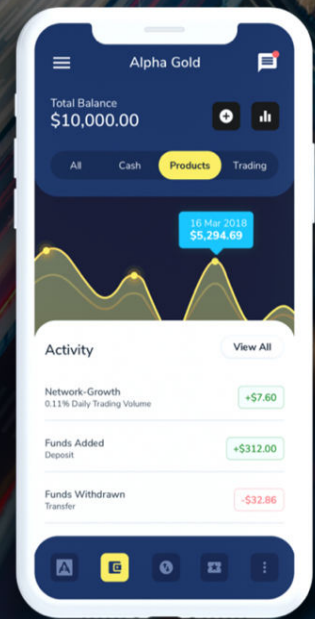 Alpha Gold
Total Balance
$10,000.00
All Cash Products Trading
16 Mar 2018
$5,294.69
Activity
View All
Network-Growth
+$7.60
0.11% Daily Trading Volume
Funds Added
+$312.00
Deposit
Funds Withdrawn
-$32.86
Transfer